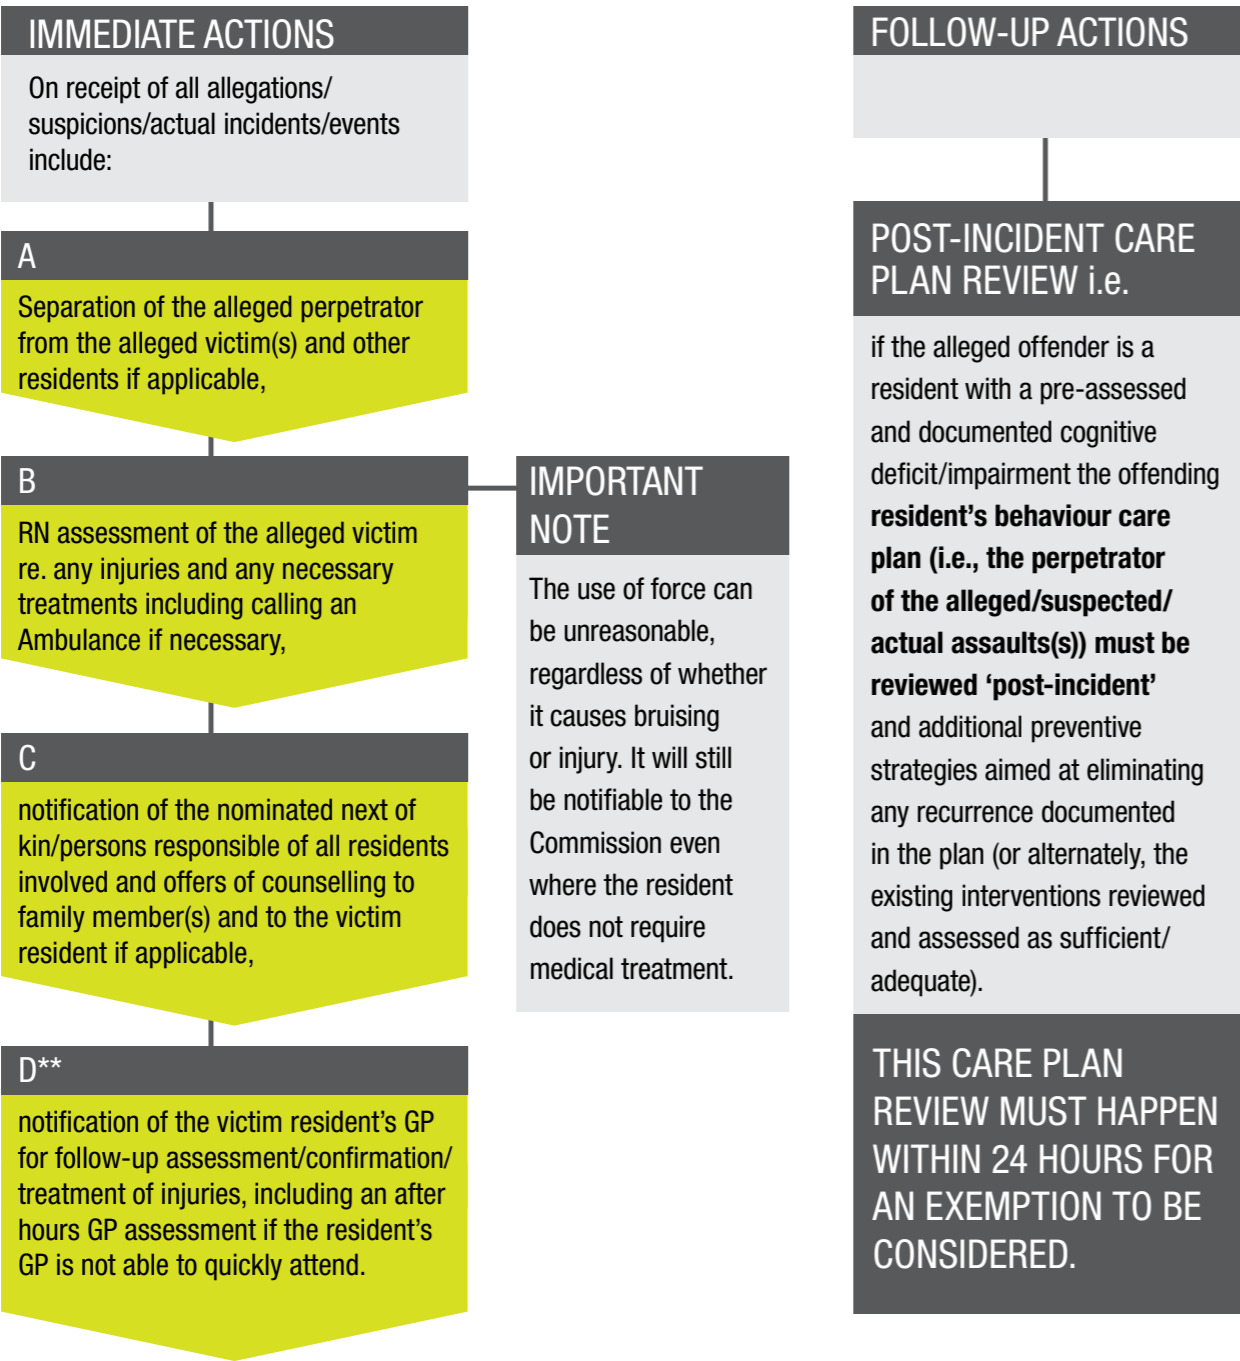 IMMEDIATE ACTIONS
On receipt of all allegations/
suspicions/actual incidents/events
include:
A
Separation of the alleged perpetrator
from the alleged victim(s) and other
residents if applicable,
B
RN assessment of the alleged victim
re. any injuries and any necessary
treatments including calling an
Ambulance if necessary,
C
notification of the nominated next of
kin/persons responsible of all residents
involved and offers of counselling to
family member(s) and to the victim
resident if applicable,
D**
notification of the victim resident’s GP
for follow-up assessment/confirmation/
treatment of injuries, including an after
hours GP assessment if the resident’s
GP is not able to quickly attend.
IMPORTANT
NOTE
The use of force can
be unreasonable,
regardless of whether
it causes bruising
or injury. It will still
be notifiable to the
Commission even
where the resident
does not require
medical treatment.
FOLLOW-UP ACTIONS
POST-INCIDENT CARE
PLAN REVIEW i.e.
if the alleged offender is a
resident with a pre-assessed
and documented cognitive
deficit/impairment the offending
resident’s behaviour care
plan (i.e., the perpetrator
of the alleged/suspected/
actual assaults(s)) must be
reviewed ‘post-incident’
and additional preventive
strategies aimed at eliminating
any recurrence documented
in the plan (or alternately, the
existing interventions reviewed
and assessed as sufficient/
adequate).
THIS CARE PLAN
REVIEW MUST HAPPEN
WITHIN 24 HOURS FOR
AN EXEMPTION TO BE
CONSIDERED.